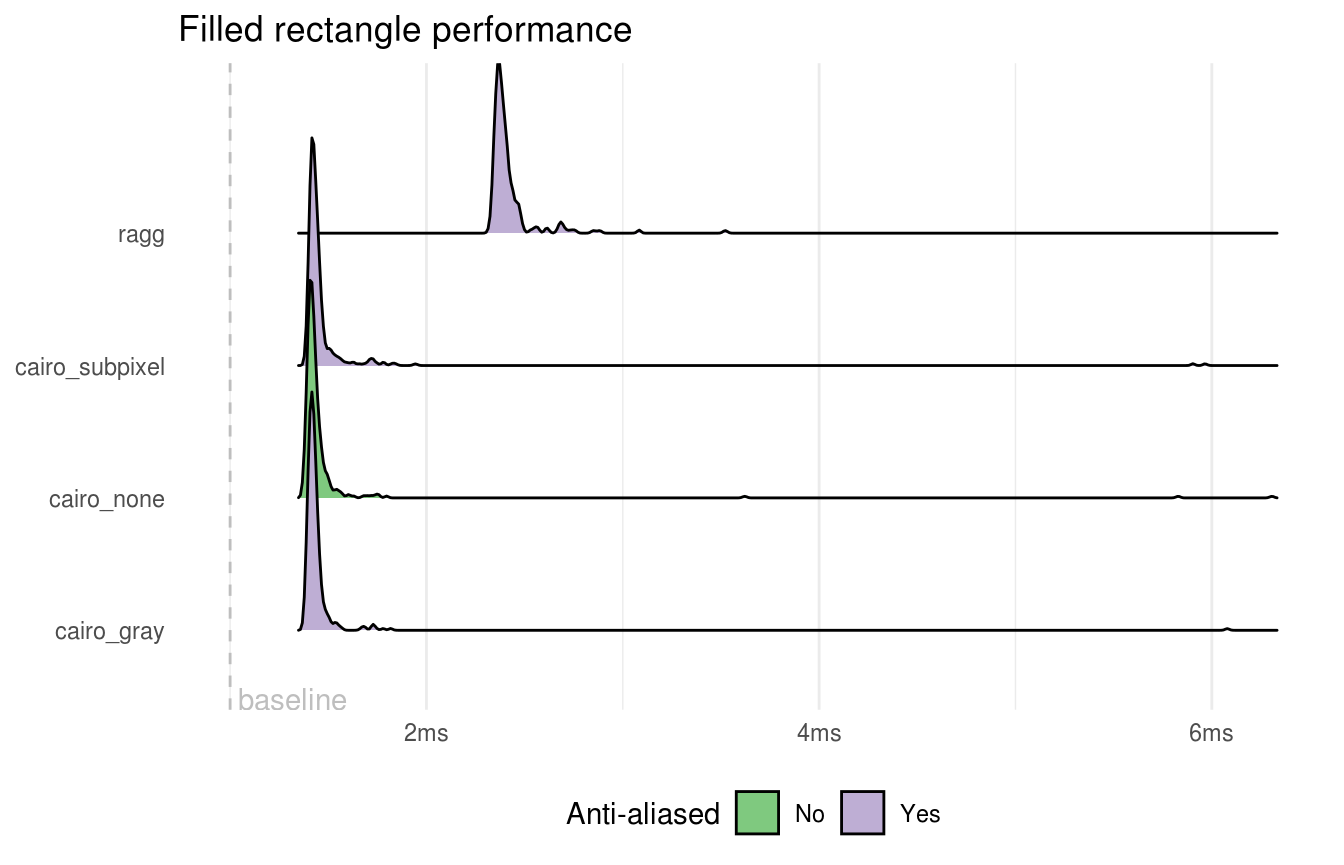 Filled rectangle performance
ragg
cairo_subpixel
cairo_none
cairo_gray
baseline
2ms 4ms 6ms
Anti-aliased No Yes